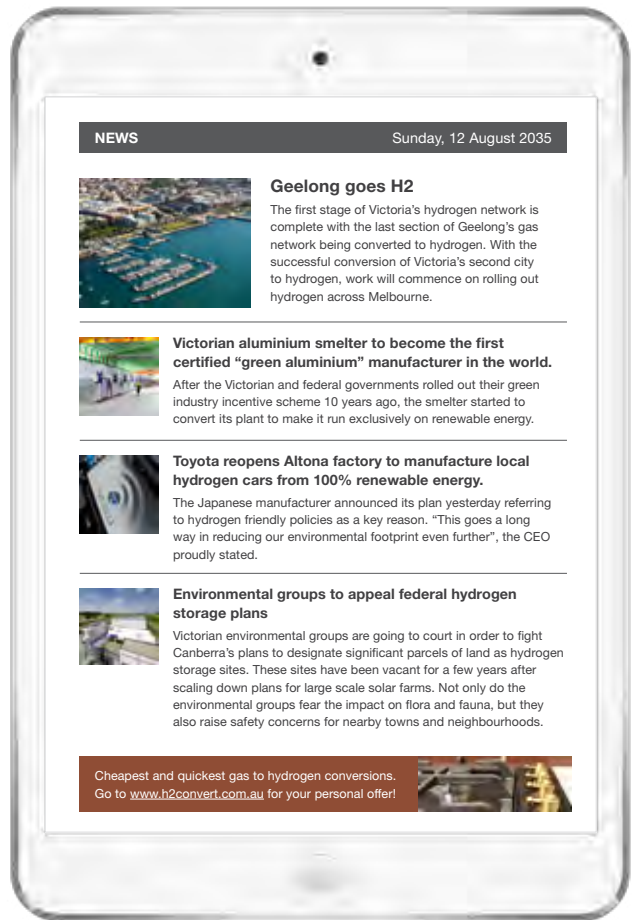 NEWS
Sunday, 12 August 2035
Geelong goes H2
The first stage of Victoria's hydrogen network is
complete with the last section of Geelong's gas
network being converted to hydrogen. With the
successful conversion of Victoria's second city
to hydrogen, work will commence on rolling out
hydrogen across Melbourne.
Victorian aluminium smelter to become the first
certified “green aluminium” manufacturer in the world.
After the Victorian and federal governments rolled out their green
industry incentive scheme 10 years ago, the smelter started to
convert its plant to make it run exclusively on renewable energy.
Toyota reopens Altona factory to manufacture local
hydrogen cars from 100% renewable energy.
The Japanese manufacturer announced its plan yesterday referring
to hydrogen friendly policies as a key reason. “This goes a long
way in reducing our environmental footprint even further”, the CEO
proudly stated.
Environmental groups to appeal federal hydrogen
storage plans
Victorian environmental groups are going to court in order to fight
Canberra's plans to designate significant parcels of land as hydrogen
storage sites. These sites have been vacant for a few years after
scaling down plans for large scale solar farms. Not only do the
environmental groups fear the impact on flora and fauna, but they
also raise safety concerns for nearby towns and neighbourhoods.
Cheapest and quickest gas to hydrogen conversions.
Go to www.h2convert.com.au for your personal offer!